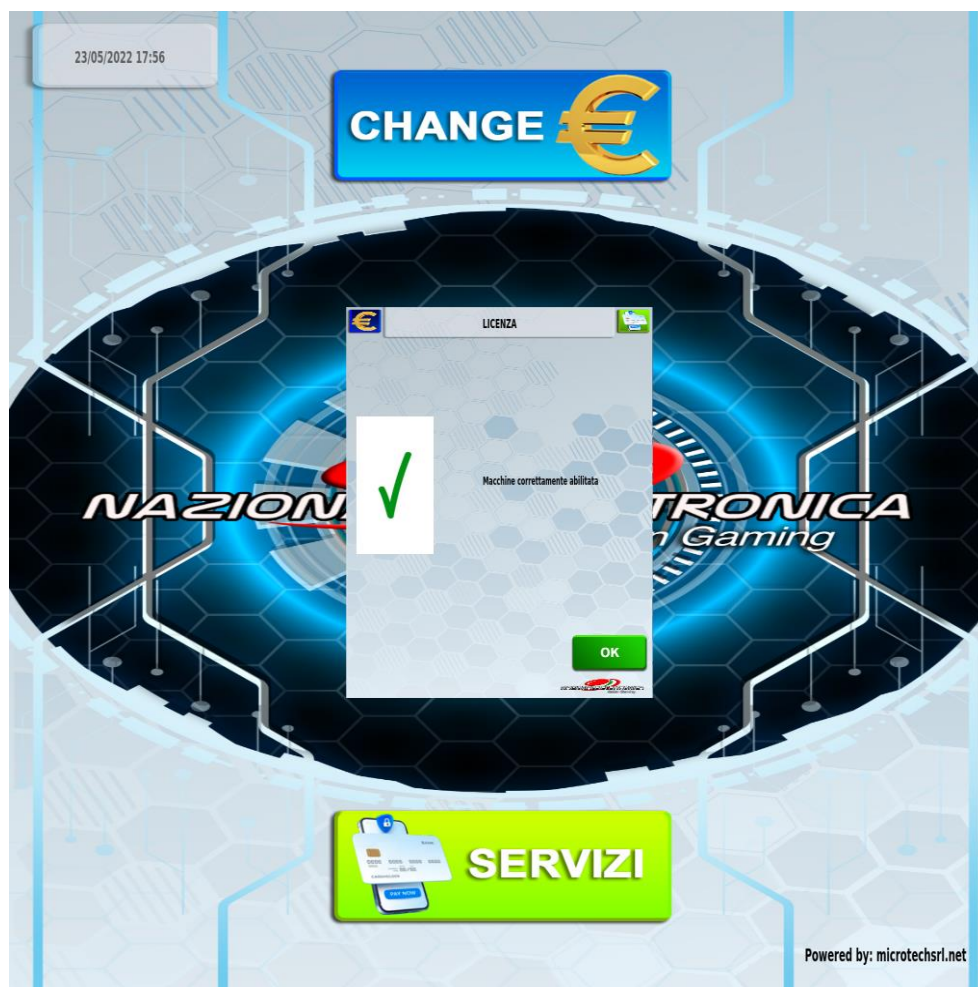 23/05/2022 17:56
CHANGE €
LICENZA
Macchine correttamente abilitata
NAZION
TRONICA
n Gaming
OK
PAY NOW
SERVIZI
Powered by: microtechsrl.net